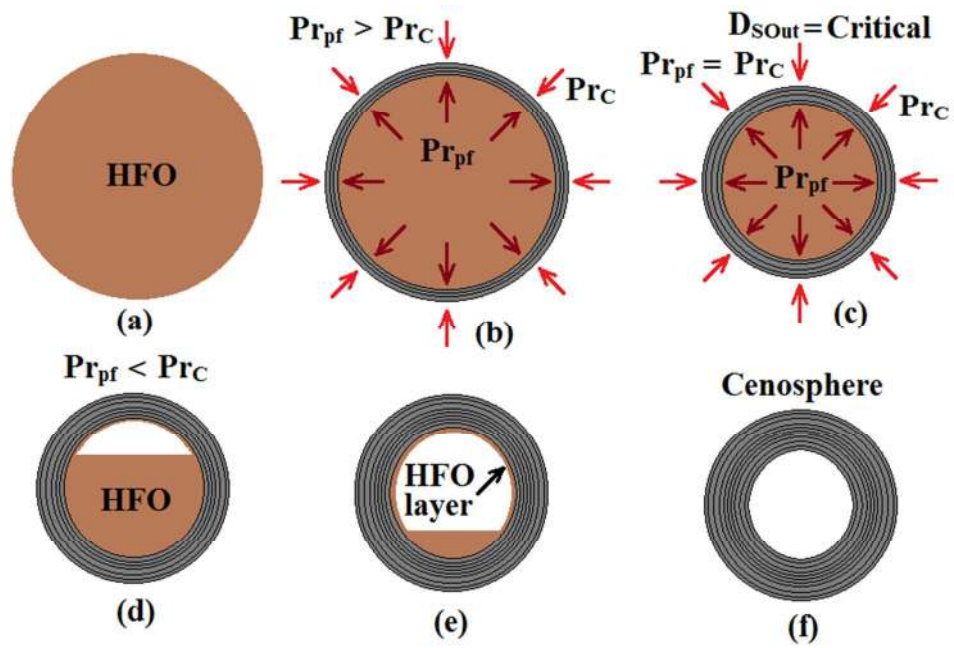 HFO
(a)
Pr_pf > Pr_C
Pr_C
Pr_pf
(b)
D_SOut = Critical
Pr_pf = Pr_C
Pr_C
Pr_pf
(c)
Pr_pf < Pr_C
HFO
(d)
HFO
layer
(e)
Cenosphere
(f)